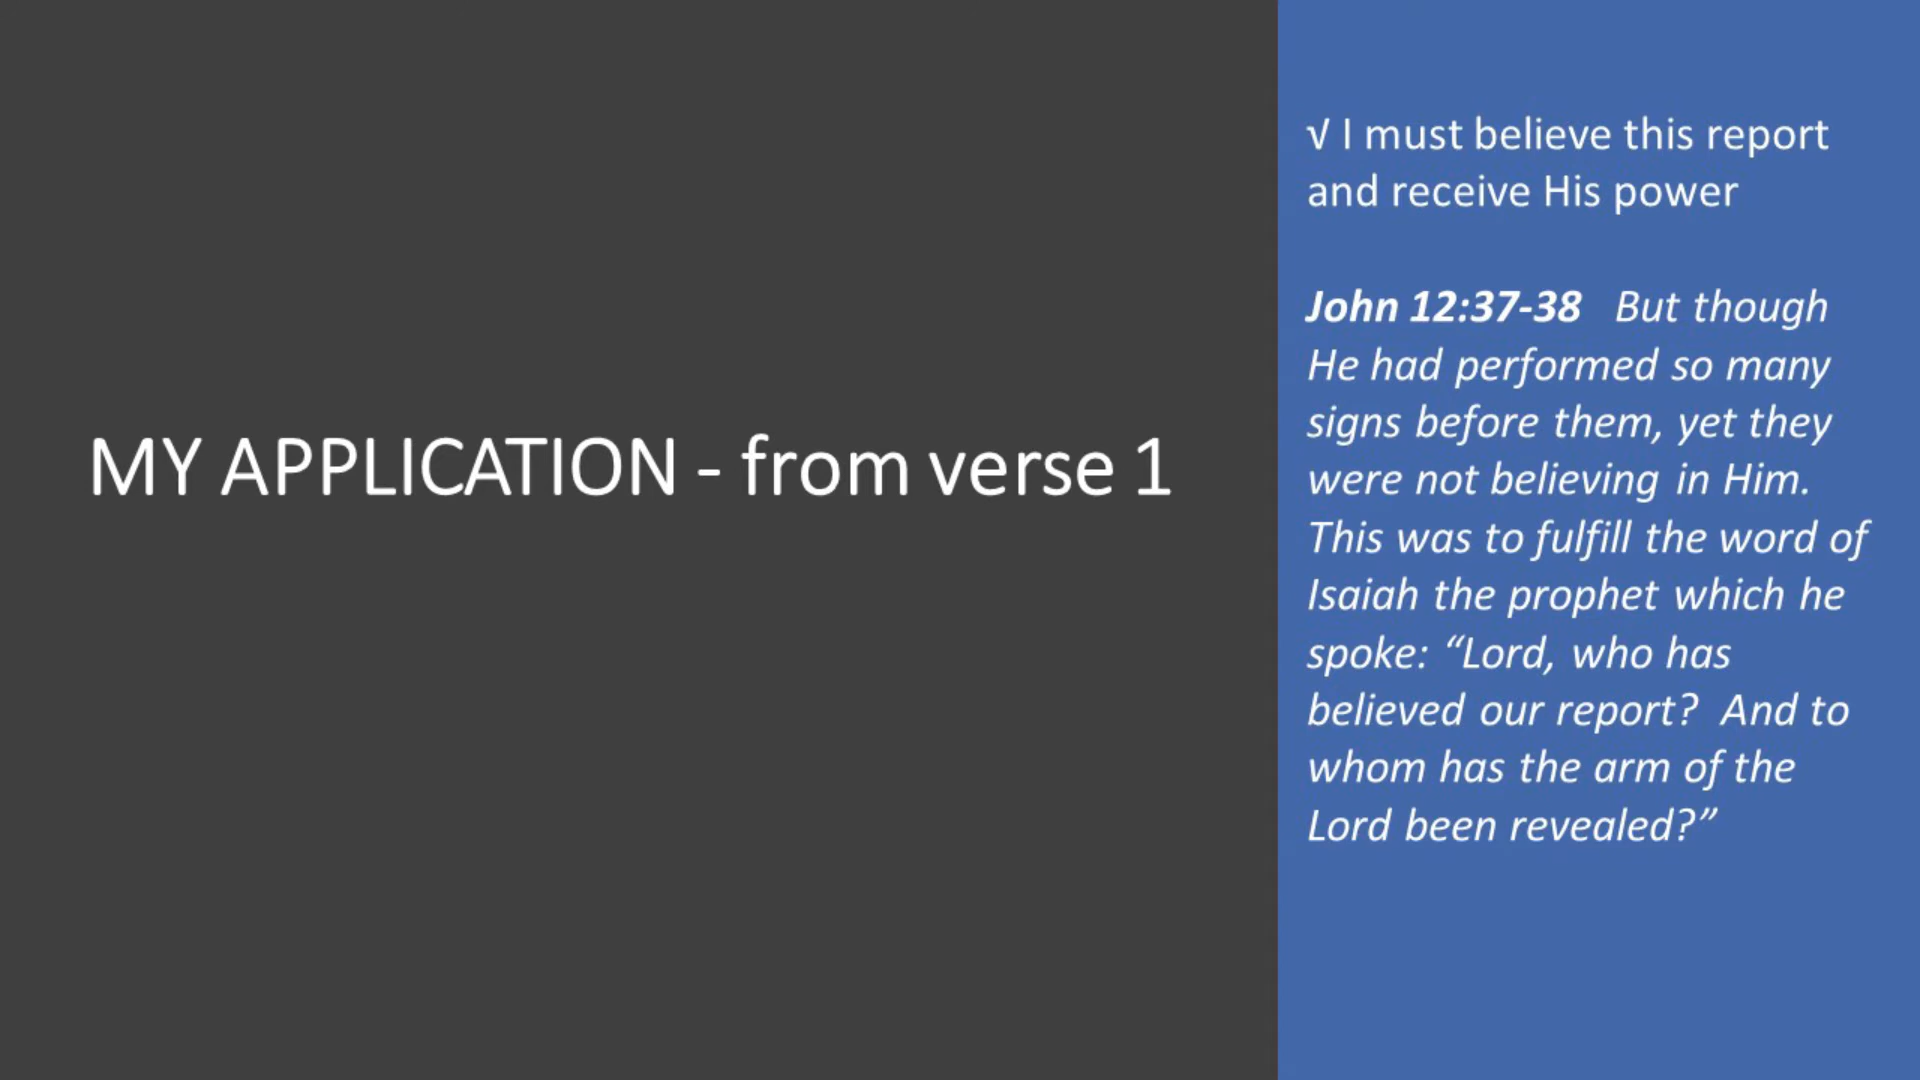 MY APPLICATION - from verse 1
√ I must believe this report
and receive His power
John 12:37-38 But though
He had performed so many
signs before them, yet they
were not believing in Him.
This was to fulfill the word of
Isaiah the prophet which he
spoke: “Lord, who has
believed our report? And to
whom has the arm of the
Lord been revealed?”